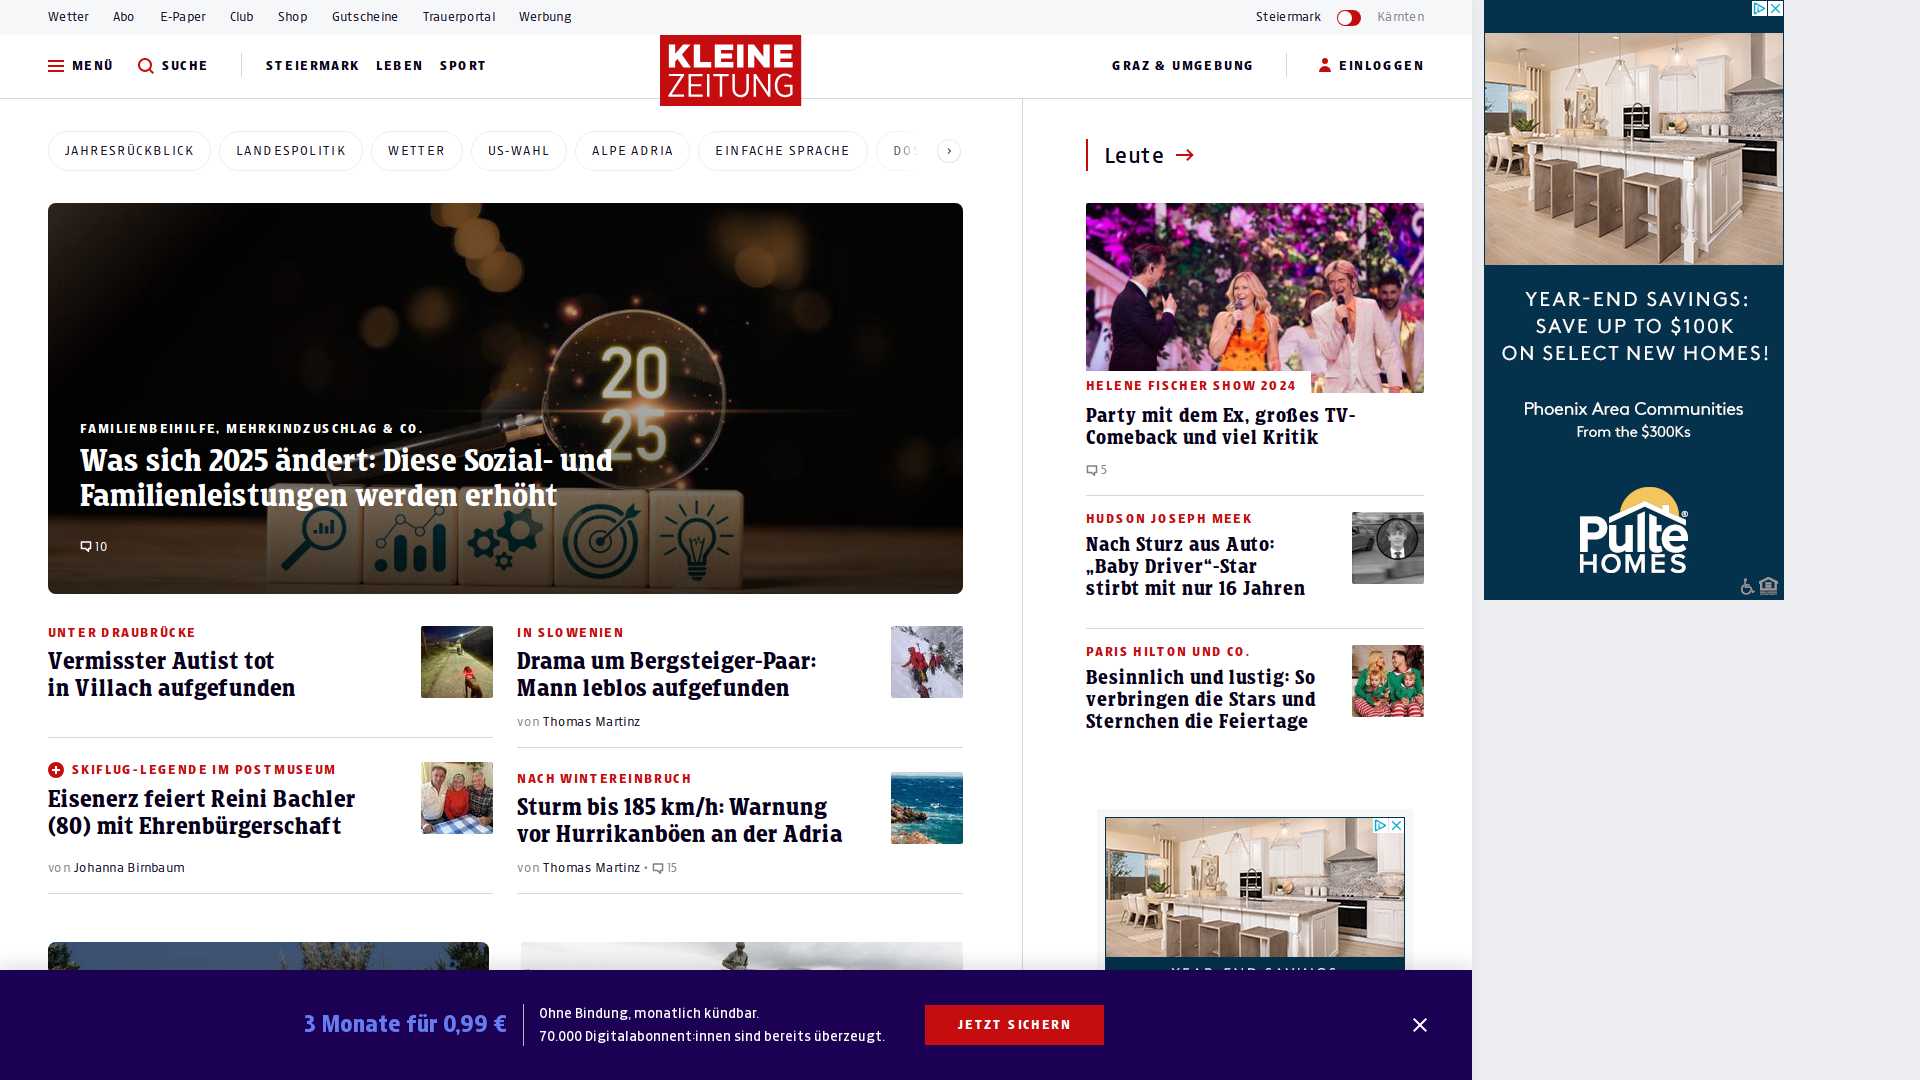 Wetter Abo E-Paper Club Shop Gutscheine Trauerportal Werbung
Steiermark Kärnten
MENÜ SUCHE STEIERMARK LEBEN SPORT
KLEINE
ZEITUNG
GRAZ & UMGEBUNG EINLOGGEN
JAHRESRÜCKBLICK LANDESPOLITIK WETTER US-WAHL ALPE ADRIA EINFACHE SPRACHE
20
25
FAMILIENBEIHILFE, MEHRKINDZUSCHLAG & CO.
Was sich 2025 ändert: Diese Sozial- und
Familienleistungen werden erhöht
10
UNTER DRAUBRÜCKE
Vermisster Autist tot
in Villach aufgefunden
IN SLOWENIEN
Drama um Bergsteiger-Paar:
Mann leblos aufgefunden
von Thomas Martinz
SKIFLUG-LEGENDE IM POSTMUSEUM
Eisenerz feiert Reini Bachler
(80) mit Ehrenbürgerschaft
von Johanna Birnbaum
NACH WINTEREINBRUCH
Sturm bis 185 km/h: Warnung
vor Hurrikanböen an der Adria
von Thomas Martinz • 15
Leute
HELENE FISCHER SHOW 2024
Party mit dem Ex, großes TV-
Comeback und viel Kritik
5
HUDSON JOSEPH MEEK
Nach Sturz aus Auto:
„Baby Driver“-Star
stirbt mit nur 16 Jahren
PARIS HILTON UND CO.
Besinnlich und lustig: So
verbringen die Stars und
Sternchen die Feiertage
YEAR-END SAVINGS:
SAVE UP TO $100K
ON SELECT NEW HOMES!
Phoenix Area Communities
From the $300Ks
Pulte®
HOMES
3 Monate für 0,99 €
Ohne Bindung, monatlich kündbar.
70.000 Digitalabonnent:innen sind bereits überzeugt.
JETZT SICHERN